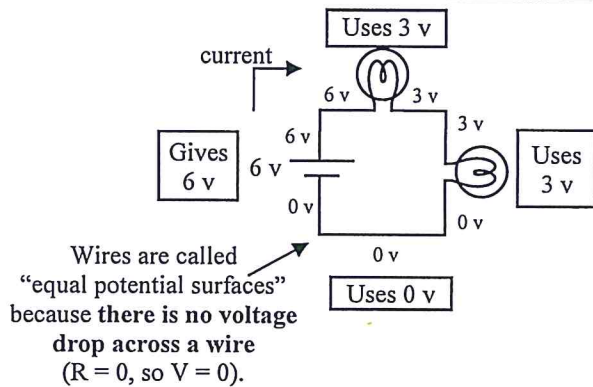 Uses 3 v
current
6 v
3 v
3 v
6 v
Gives
6 v
6 v
Uses
3 v
0 v
0 v
0 v
Wires are called
“equal potential surfaces”
because there is no voltage
drop across a wire
(R = 0, so V = 0).
Uses 0 v